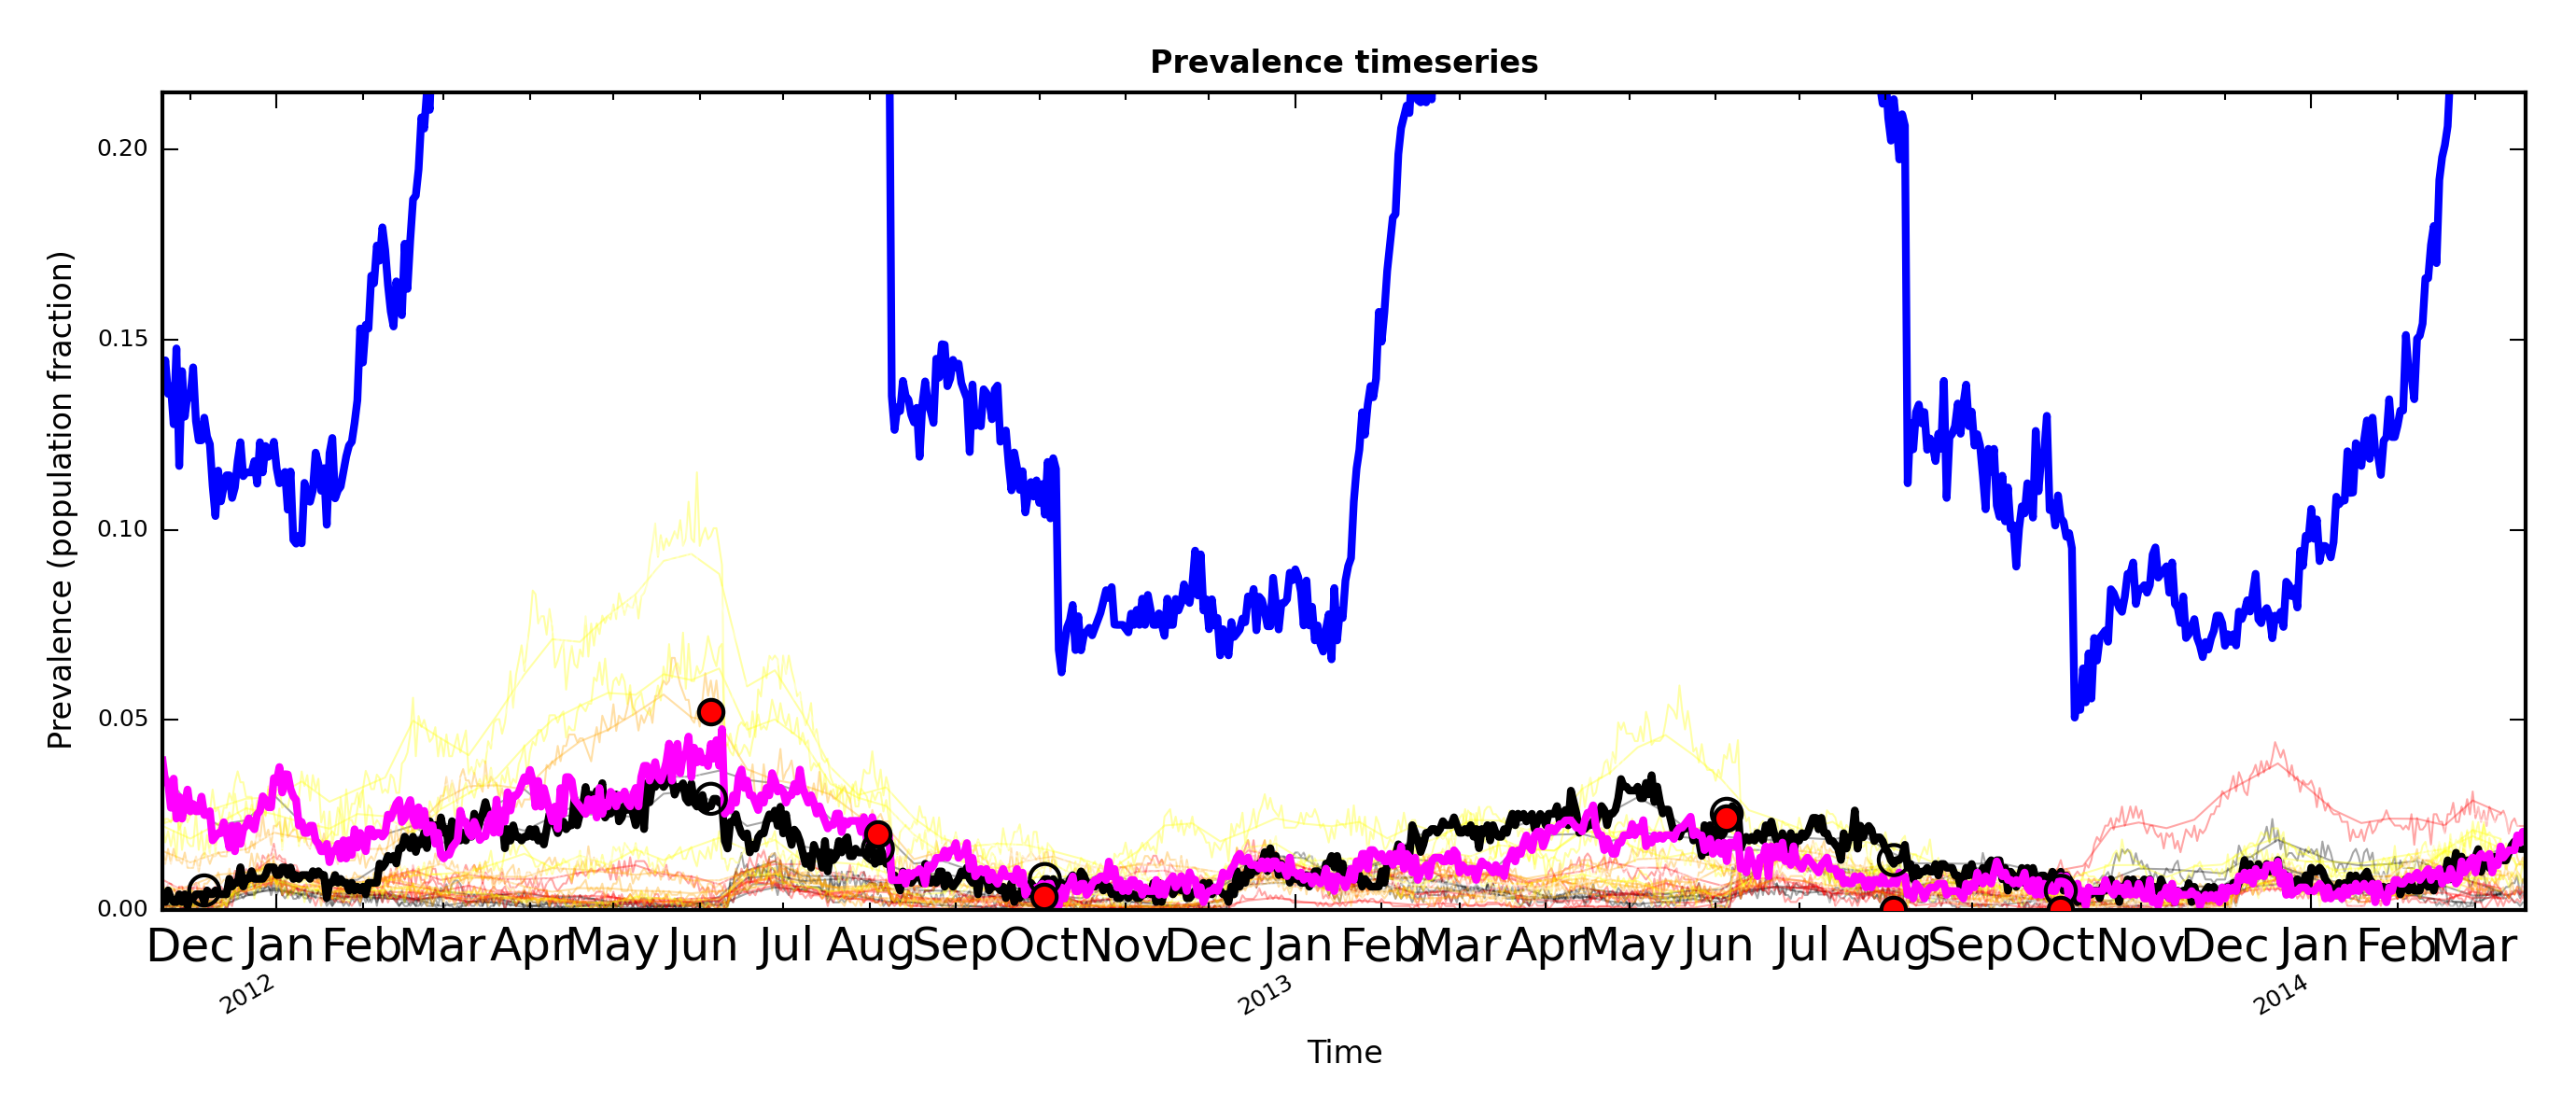 Prevalence timeseries
Prevalence (population fraction)
0.20
0.15
0.10
0.05
0.00
Dec Jan Feb Mar Apr May Jun Jul Aug Sep Oct Nov Dec Jan Feb Mar Apr May Jun Jul Aug Sep Oct Nov Dec Jan Feb Mar
2012 2013 2014
Time